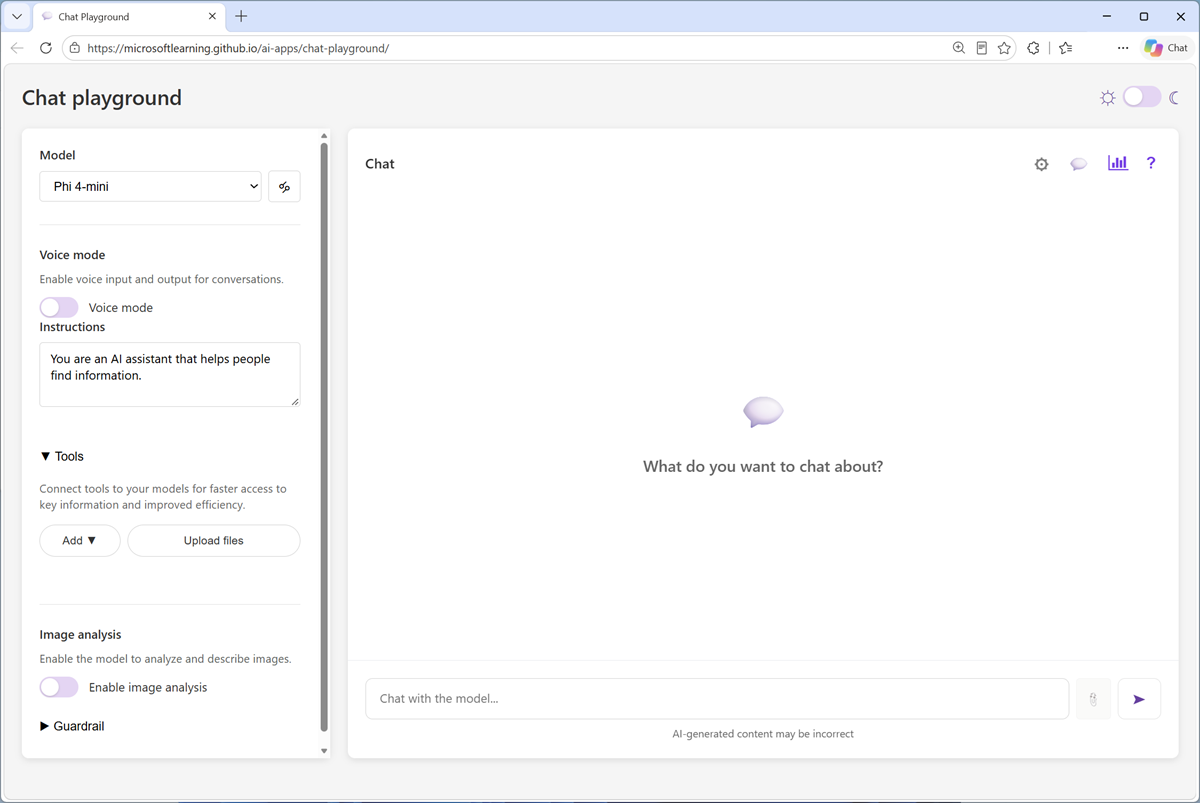 Chat Playground
https://microsoftlearning.github.io/ai-apps/chat-playground/
Chat
Chat playground
Model
Phi 4-mini
Voice mode
Enable voice input and output for conversations.
Voice mode
Instructions
You are an AI assistant that helps people
find information.
▼ Tools
Connect tools to your models for faster access to
key information and improved efficiency.
Add ▼
Upload files
Image analysis
Enable the model to analyze and describe images.
Enable image analysis
▶ Guardrail
Chat
?
What do you want to chat about?
Chat with the model...
AI-generated content may be incorrect